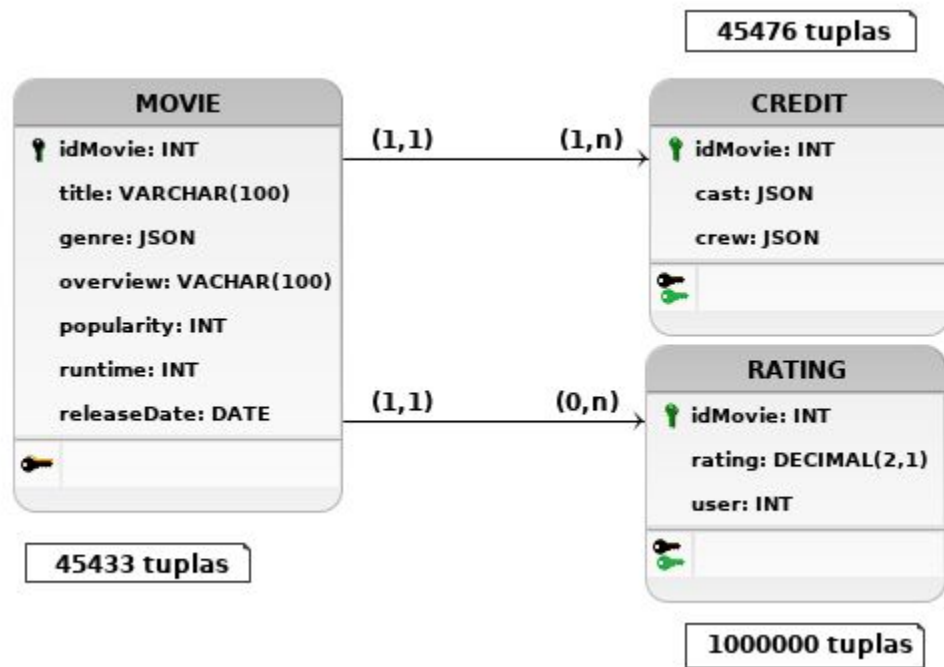 45476 tuplas
MOVIE
idMovie: INT
title: VARCHAR(100)
genre: JSON
overview: VACHAR(100)
popularity: INT
runtime: INT
releaseDate: DATE
(1,1)
(1,n)
CREDIT
idMovie: INT
cast: JSON
crew: JSON
(1,1)
(0,n)
RATING
idMovie: INT
rating: DECIMAL(2,1)
user: INT
45433 tuplas
1000000 tuplas